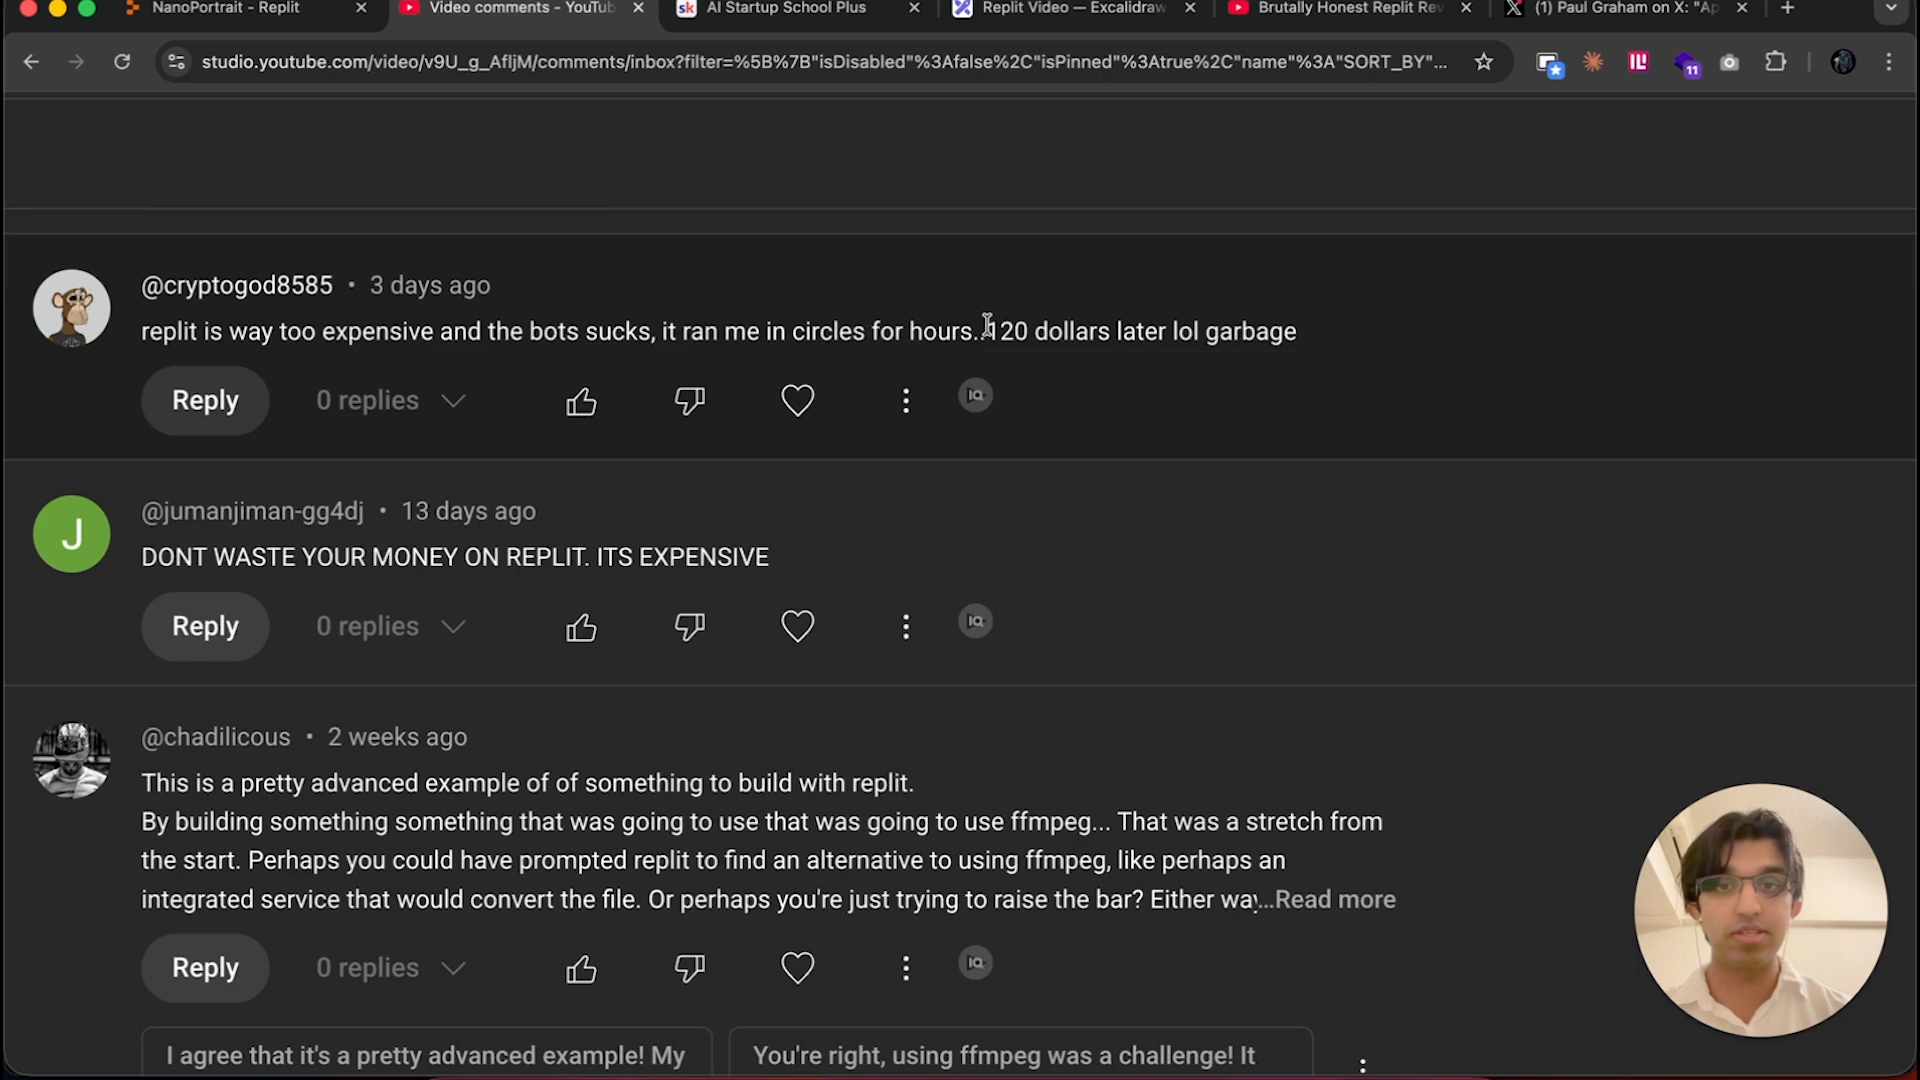 NanoPortrait - Replit
Video comments - YouTub
sk
AI Startup School Plus
Replit Video — Excalidraw
Brutally Honest Replit Rev
(1) Paul Graham on X: "Ap
studio.youtube.com/video/v9U_g_AfljM/comments/inbox?filter=%5B%7B"isDisabled"%3Afalse%2C"isPinned"%3Atrue%2C"name"%3A"SORT_BY"...
11
@cryptogod8585 • 3 days ago
replit is way too expensive and the bots sucks, it ran me in circles for hours..120 dollars later lol garbage
Reply
0 replies
IQ
J
@jumanjiman-gg4dj • 13 days ago
DONT WASTE YOUR MONEY ON REPLIT. ITS EXPENSIVE
Reply
0 replies
IQ
@chadilicous • 2 weeks ago
This is a pretty advanced example of of something to build with replit.
By building something something that was going to use that was going to use ffmpeg... That was a stretch from
the start. Perhaps you could have prompted replit to find an alternative to using ffmpeg, like perhaps an
integrated service that would convert the file. Or perhaps you're just trying to raise the bar? Either way...Read more
Reply
0 replies
IQ
I agree that it's a pretty advanced example! My
You're right, using ffmpeg was a challenge! It